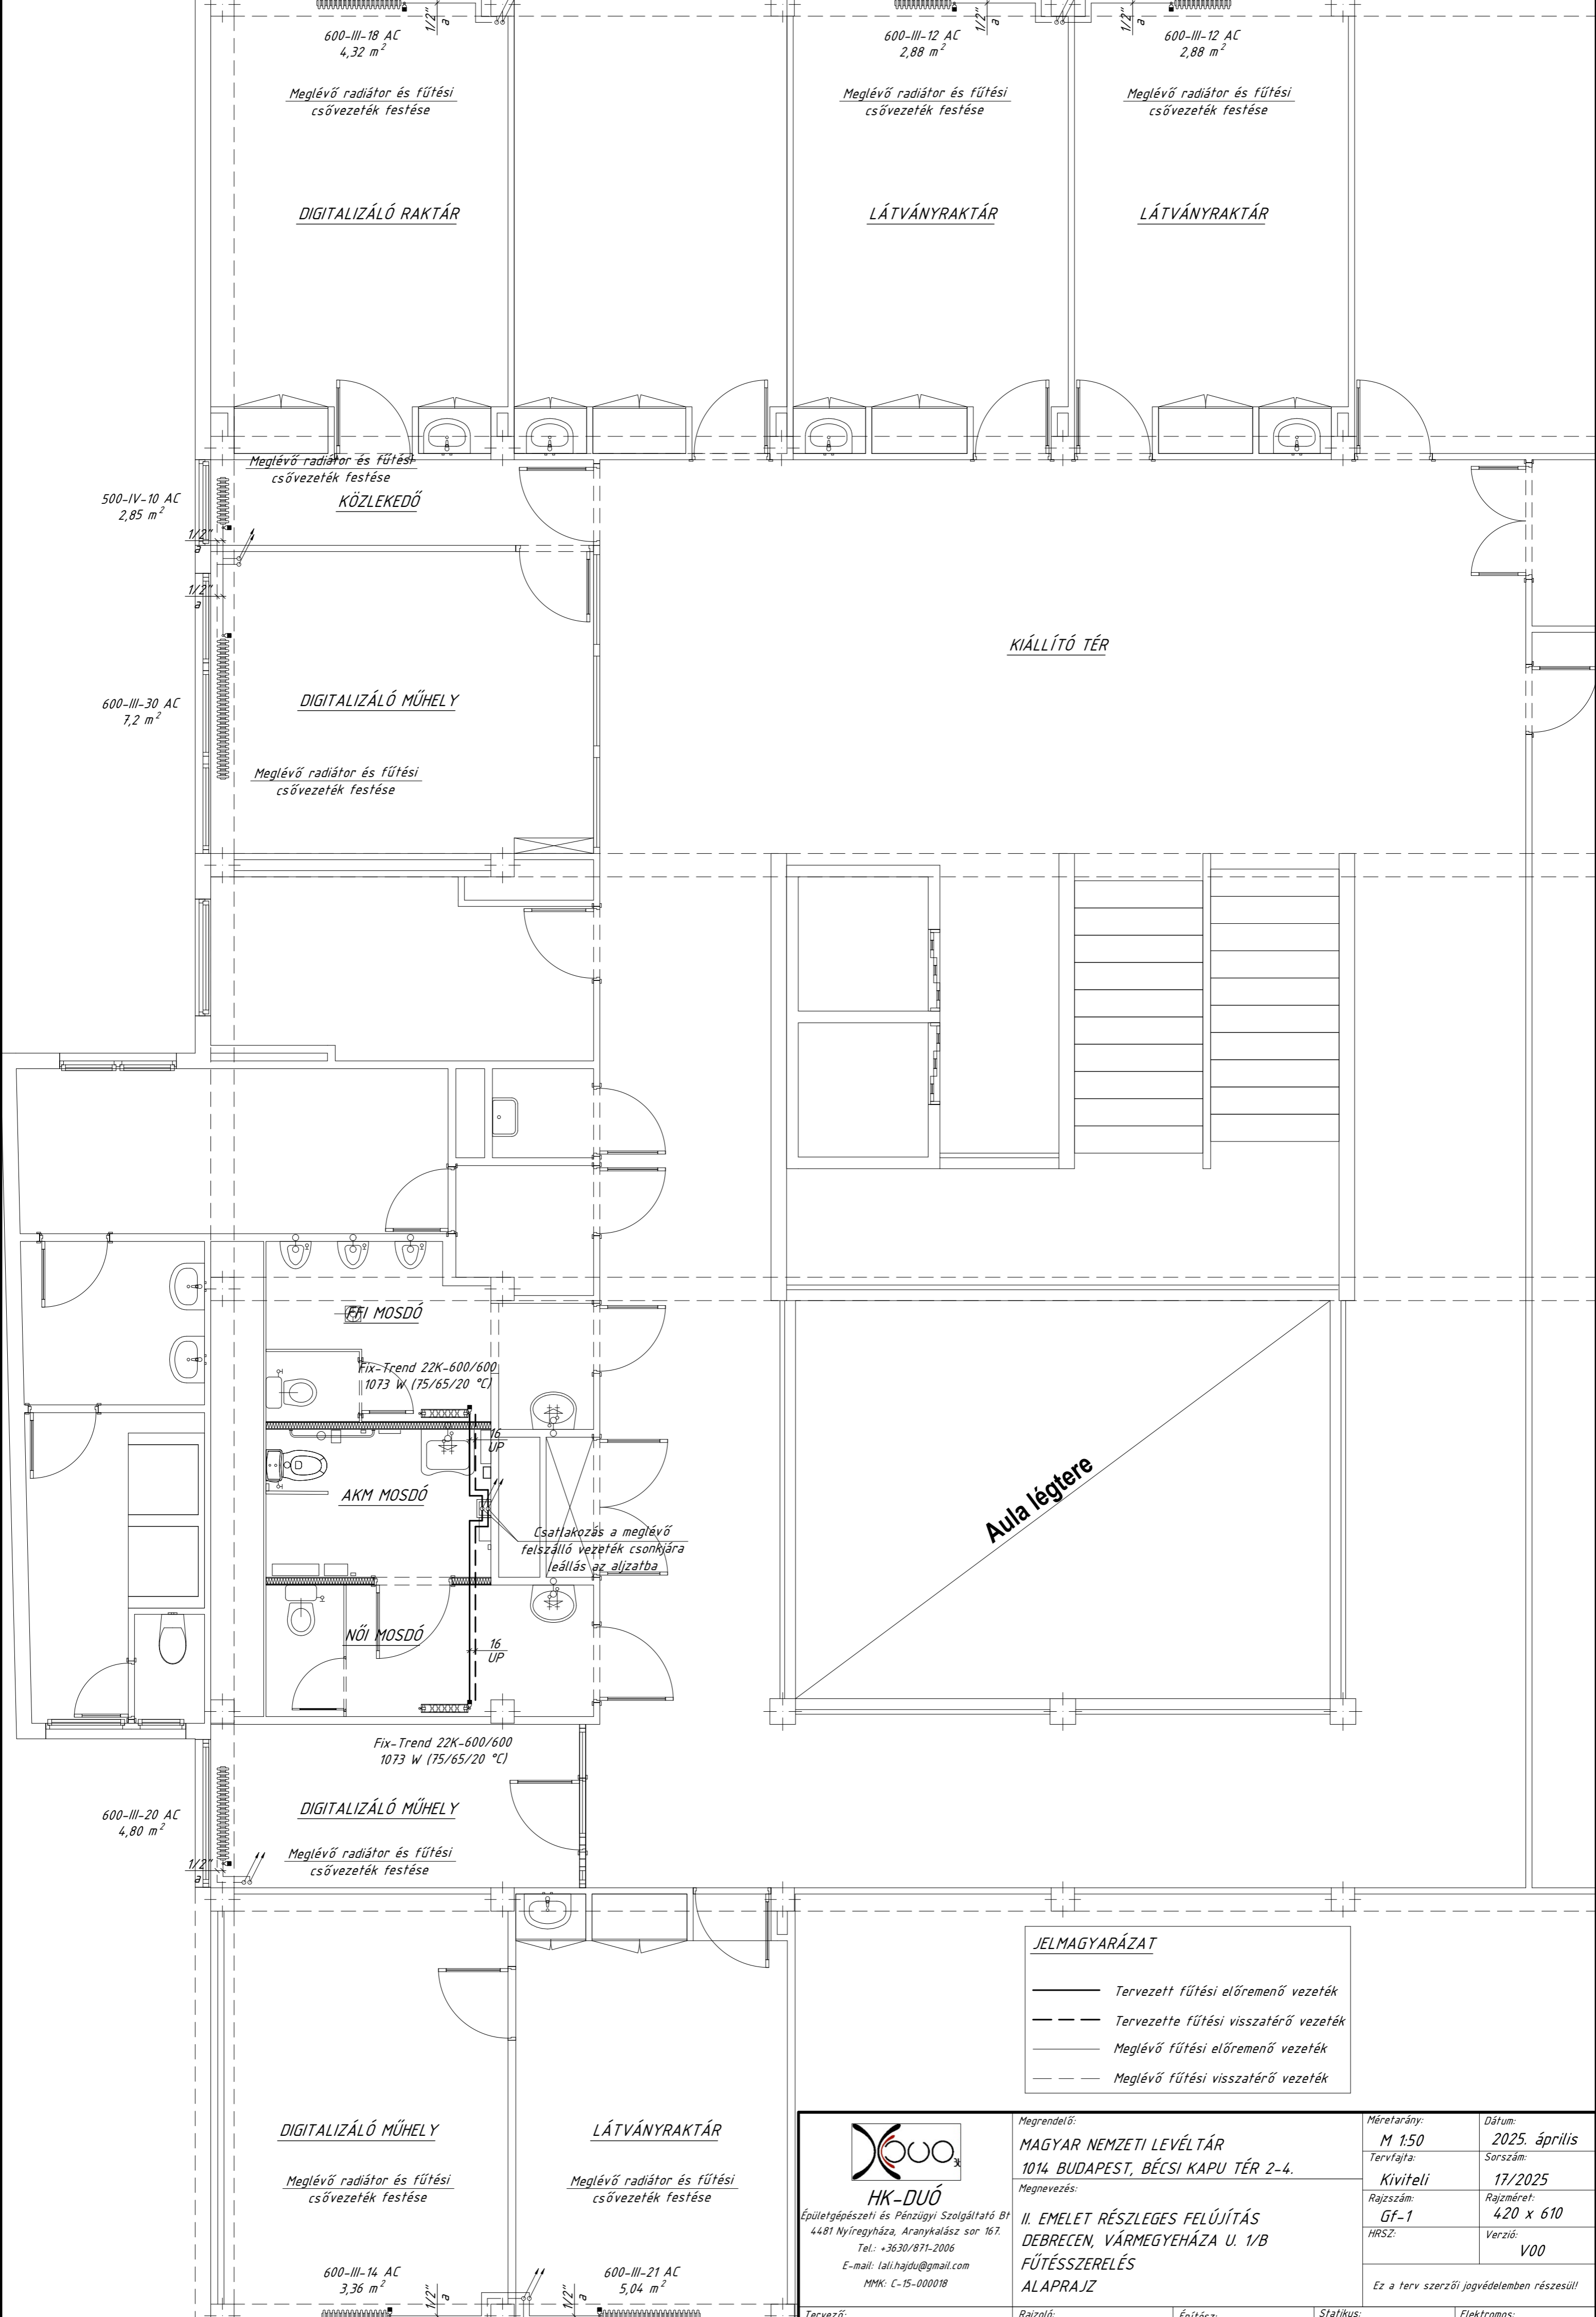 600-III-18 AC
4,32 m²
1/2"
a
600-III-12 AC
2,88 m²
1/2"
a
1/2"
a
600-III-12 AC
2,88 m²
Meglévő radiátor és fűtési
csővezeték festése
Meglévő radiátor és fűtési
csővezeték festése
Meglévő radiátor és fűtési
csővezeték festése
DIGITALIZÁLÓ RAKTÁR
LÁTVÁNYRAKTÁR
LÁTVÁNYRAKTÁR
Meglévő radiátor és fűtési
csővezeték festése
KÖZLEKEDŐ
500-IV-10 AC
2,85 m²
1/2"
a
1/2"
a
KIÁLLÍTÓ TÉR
600-III-30 AC
7,2 m²
DIGITALIZÁLÓ MŰHELY
Meglévő radiátor és fűtési
csővezeték festése
FFI MOSDÓ
Fix-Trend 22K-600/600
1073 W (75/65/20 °C)
16
UP
AKM MOSDÓ
Csatlakozás a meglévő
felszálló vezeték csonkjára
leállás az aljzatba
Aula légtere
NŐI MOSDÓ
16
UP
Fix-Trend 22K-600/600
1073 W (75/65/20 °C)
600-III-20 AC
4,80 m²
DIGITALIZÁLÓ MŰHELY
Meglévő radiátor és fűtési
csővezeték festése
1/2"
a
JELMAGYARÁZAT
Tervezett fűtési előremenő vezeték
Tervezette fűtési visszatérő vezeték
Meglévő fűtési előremenő vezeték
Meglévő fűtési visszatérő vezeték
DIGITALIZÁLÓ MŰHELY
LÁTVÁNYRAKTÁR
Meglévő radiátor és fűtési
csővezeték festése
Meglévő radiátor és fűtési
csővezeték festése
600-III-14 AC
3,36 m²
1/2"
a
1/2"
a
600-III-21 AC
5,04 m²
HK-DUÓ
Épületgépészeti és Pénzügyi Szolgáltató Bt
4481 Nyíregyháza, Aranykalász sor 167.
Tel.: +3630/871-2006
E-mail: lali.hajdu@gmail.com
MMK: C-15-000018
Megrendelő:
MAGYAR NEMZETI LEVÉLTÁR
1014 BUDAPEST, BÉCSI KAPU TÉR 2-4.
Megnevezés:
II. EMELET RÉSZLEGES FELÚJÍTÁS
DEBRECEN, VÁRMEGYEHÁZA U. 1/B
FŰTÉSSZERELÉS
ALAPRAJZ
Méretarány:
M 1:50
Dátum:
2025. április
Tervfajta:
Kiviteli
Sorszám:
17/2025
Rajzszám:
Gf-1
Rajzméret:
420 x 610
HRSZ:
Verzió:
V00
Ez a terv szerzői jogvédelemben részesül!
Tervező:
Rajzoló:
Építész:
Statikus:
Elektromos: